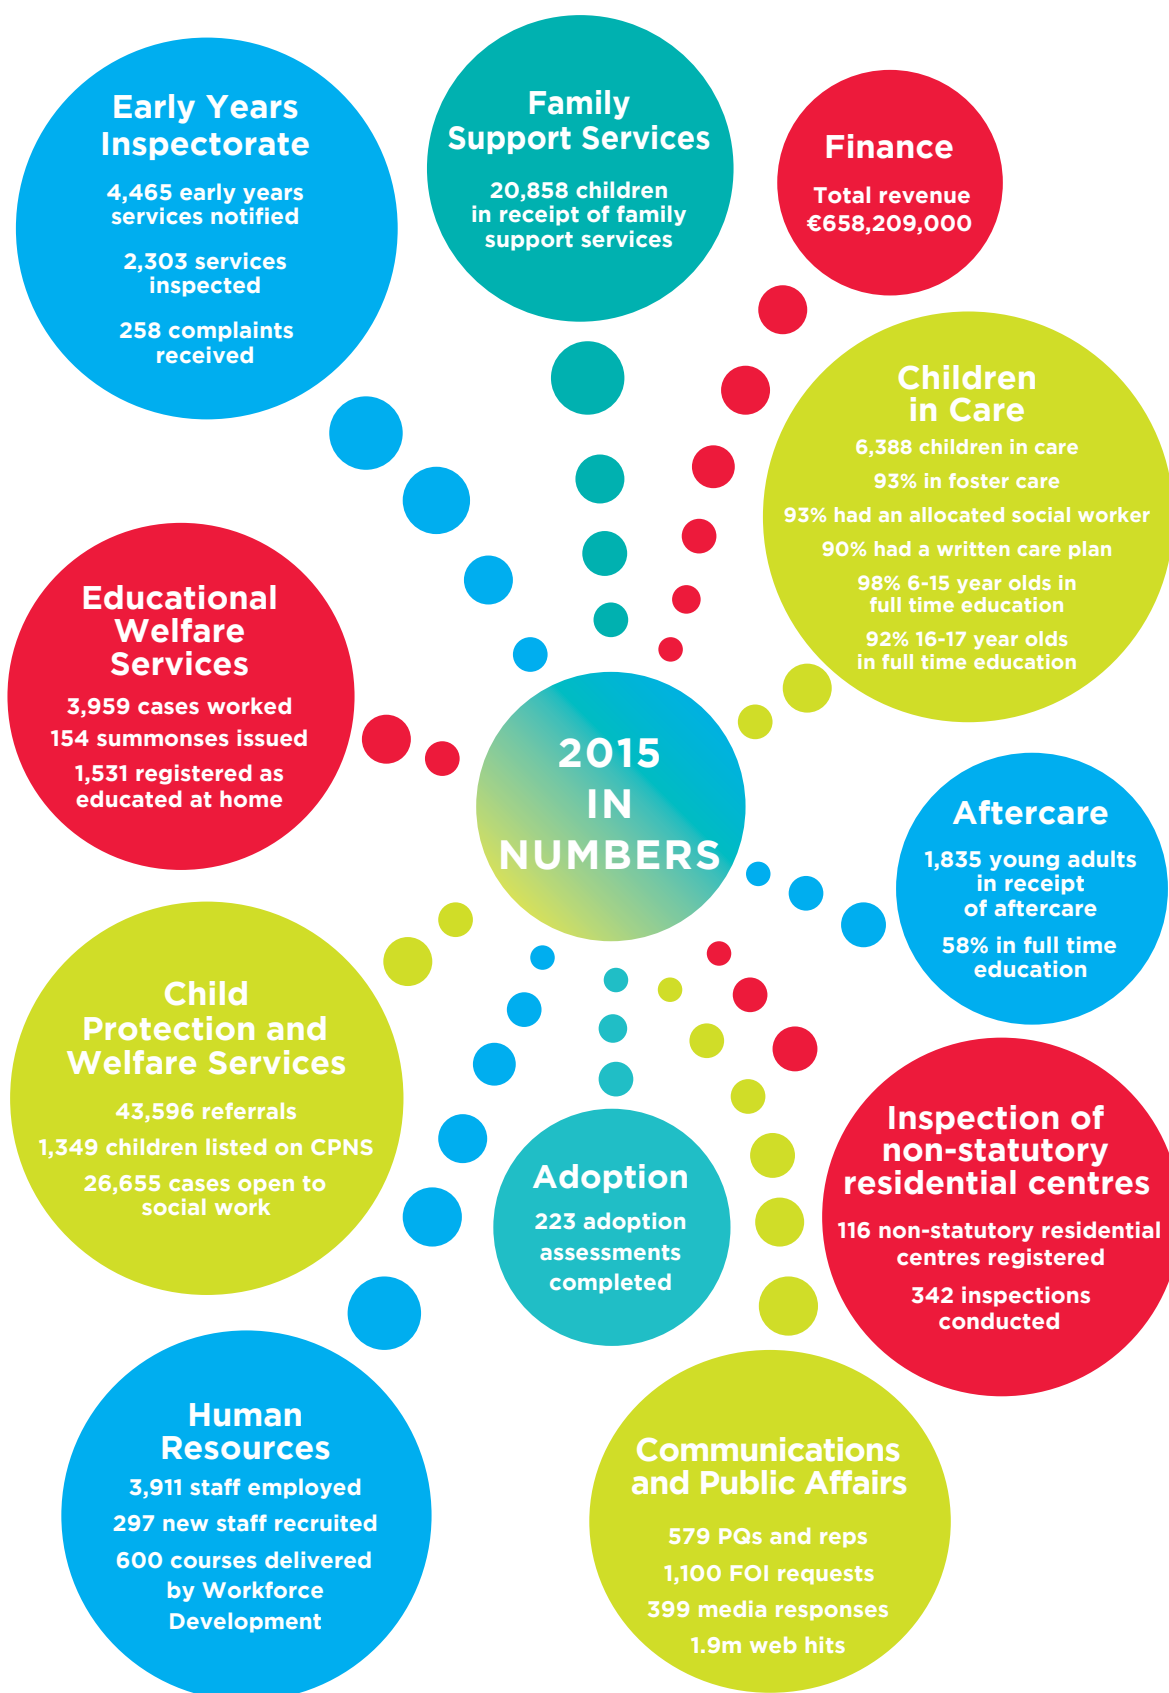 Early Years
Inspectorate
4,465 early years
services notified
2,303 services
inspected
258 complaints
received
Family
Support Services
20,858 children
in receipt of family
support services
Finance
Total revenue
€658,209,000
Children
in Care
6,388 children in care
93% in foster care
93% had an allocated social worker
90% had a written care plan
98% 6-15 year olds in
full time education
92% 16-17 year olds
in full time education
Educational
Welfare
Services
3,959 cases worked
154 summonses issued
1,531 registered as
educated at home
2015
IN
NUMBERS
Aftercare
1,835 young adults
in receipt
of aftercare
58% in full time
education
Child
Protection and
Welfare Services
43,596 referrals
1,349 children listed on CPNS
26,655 cases open to
social work
Adoption
223 adoption
assessments
completed
Inspection of
non-statutory
residential centres
116 non-statutory residential
centres registered
342 inspections
conducted
Human
Resources
3,911 staff employed
297 new staff recruited
600 courses delivered
by Workforce
Development
Communications
and Public Affairs
579 PQs and reps
1,100 FOI requests
399 media responses
1.9m web hits